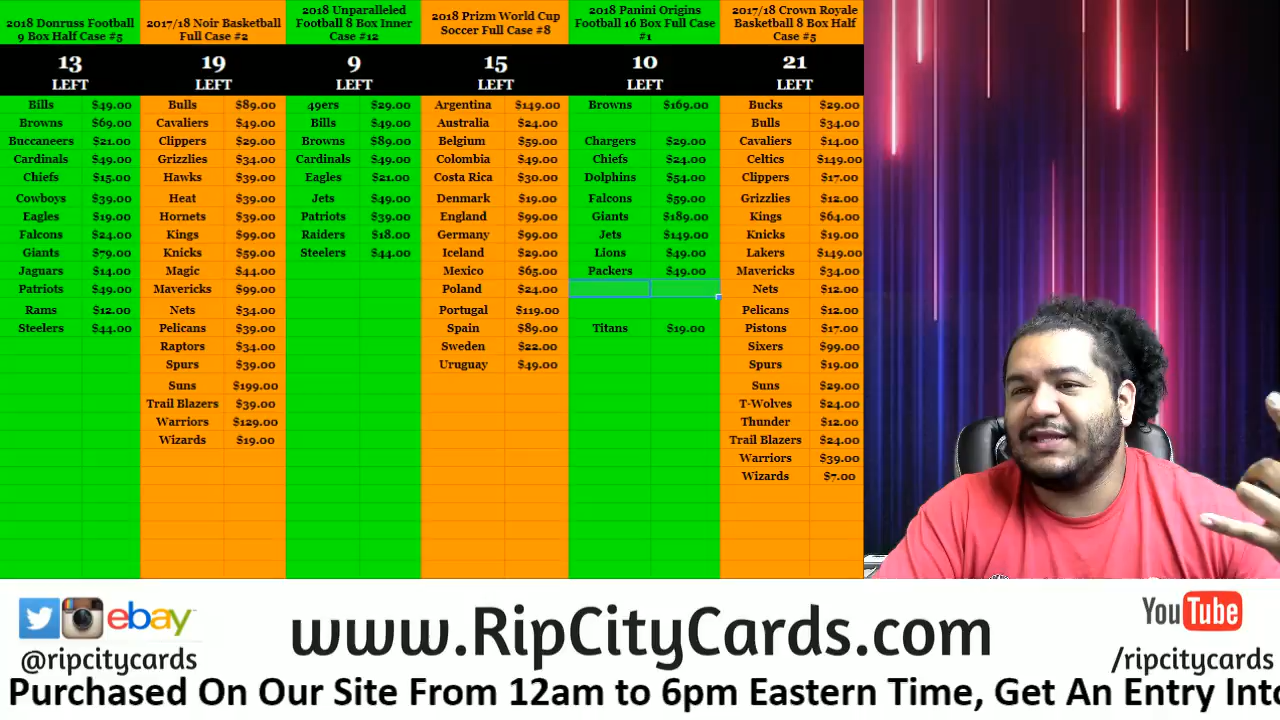 2018 Donruss Football
9 Box Half Case #5
13
LEFT
Bills $49.00
Browns $69.00
Buccaneers $21.00
Cardinals $49.00
Chiefs $15.00
Cowboys $39.00
Eagles $19.00
Falcons $24.00
Giants $79.00
Jaguars $14.00
Patriots $49.00
Rams $12.00
Steelers $44.00
2017/18 Noir Basketball
Full Case #2
19
LEFT
Bulls $89.00
Cavaliers $49.00
Clippers $29.00
Grizzlies $34.00
Hawks $39.00
Heat $39.00
Hornets $39.00
Kings $99.00
Knicks $59.00
Magic $44.00
Mavericks $99.00
Nets $34.00
Pelicans $39.00
Raptors $34.00
Spurs $39.00
Suns $199.00
Trail Blazers $39.00
Warriors $129.00
Wizards $19.00
2018 Unparalleled
Football 8 Box Inner
Case #12
9
LEFT
49ers $29.00
Bills $49.00
Browns $89.00
Cardinals $49.00
Eagles $21.00
Jets $49.00
Patriots $39.00
Raiders $18.00
Steelers $44.00
2018 Prizm World Cup
Soccer Full Case #8
15
LEFT
Argentina $149.00
Australia $24.00
Belgium $59.00
Colombia $49.00
Costa Rica $30.00
Denmark $19.00
England $99.00
Germany $99.00
Iceland $29.00
Mexico $65.00
Poland $24.00
Portugal $119.00
Spain $89.00
Sweden $22.00
Uruguay $49.00
2018 Panini Origins
Football 16 Box Full Case
#1
10
LEFT
Browns $169.00
Chargers $29.00
Chiefs $24.00
Dolphins $54.00
Falcons $59.00
Giants $189.00
Jets $149.00
Lions $49.00
Packers $49.00
Titans $19.00
2017/18 Crown Royale
Basketball 8 Box Half
Case #5
21
LEFT
Bucks $29.00
Bulls $34.00
Cavaliers $14.00
Celtics $149.00
Clippers $17.00
Grizzlies $12.00
Kings $64.00
Knicks $19.00
Lakers $149.00
Mavericks $34.00
Nets $12.00
Pelicans $12.00
Pistons $17.00
Sixers $99.00
Spurs $19.00
Suns $29.00
T-Wolves $24.00
Thunder $12.00
Trail Blazers $24.00
Warriors $39.00
Wizards $7.00
ebay
@ripcitycards
www.RipCityCards.com
YouTube
/ripcitycards
Purchased On Our Site From 12am to 6pm Eastern Time, Get An Entry Into